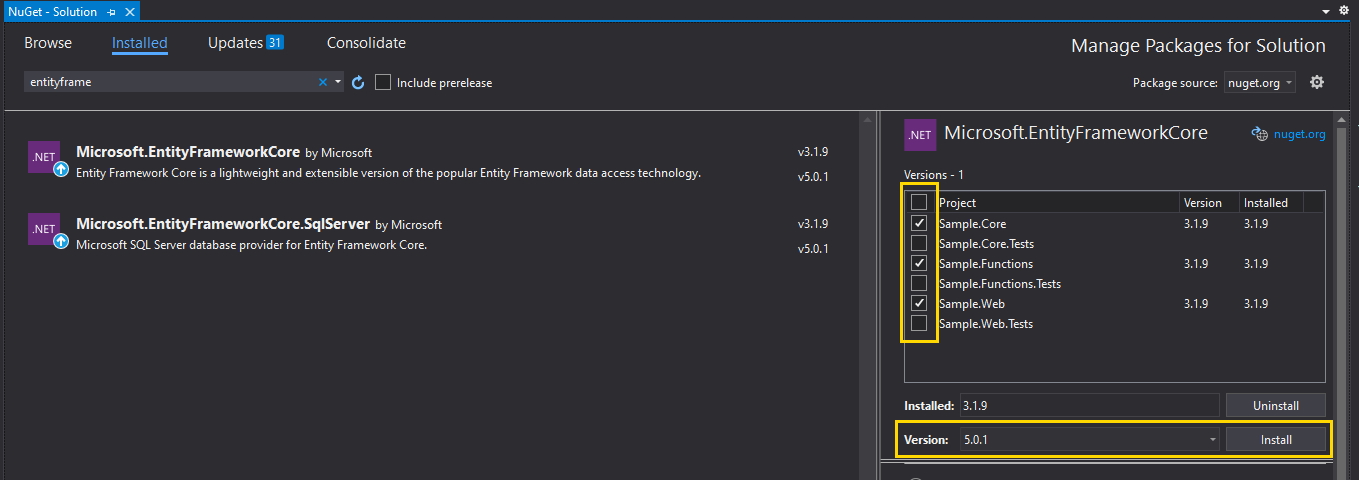 NuGet - Solution
Browse Installed Updates 31 Consolidate
Manage Packages for Solution
entityframe
Include prerelease
Package source: nuget.org
.NET Microsoft.EntityFrameworkCore by Microsoft v3.1.9
Entity Framework Core is a lightweight and extensible version of the popular Entity Framework data access technology. v5.0.1
.NET Microsoft.EntityFrameworkCore.SqlServer by Microsoft v3.1.9
Microsoft SQL Server database provider for Entity Framework Core. v5.0.1
.NET Microsoft.EntityFrameworkCore nuget.org
Versions - 1
Project Version Installed
Sample.Core 3.1.9 3.1.9
Sample.Core.Tests
Sample.Functions 3.1.9 3.1.9
Sample.Functions.Tests
Sample.Web 3.1.9 3.1.9
Sample.Web.Tests
Installed: 3.1.9 Uninstall
Version: 5.0.1 Install